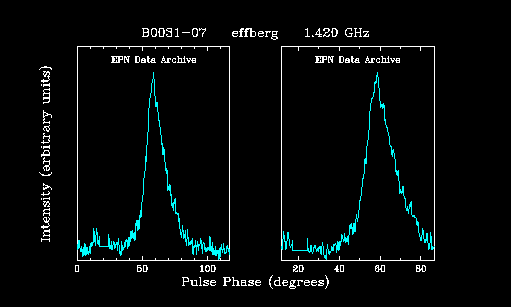 B0031-07 effberg 1.420 GHz
EPN Data Archive EPN Data Archive
Intensity (arbitrary units)
0 50 100 20 40 60 80
Pulse Phase (degrees)